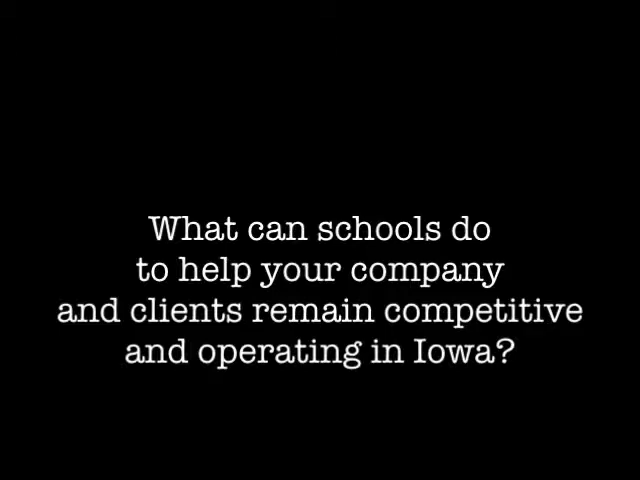 What can schools do
to help your company
and clients remain competitive
and operating in Iowa?